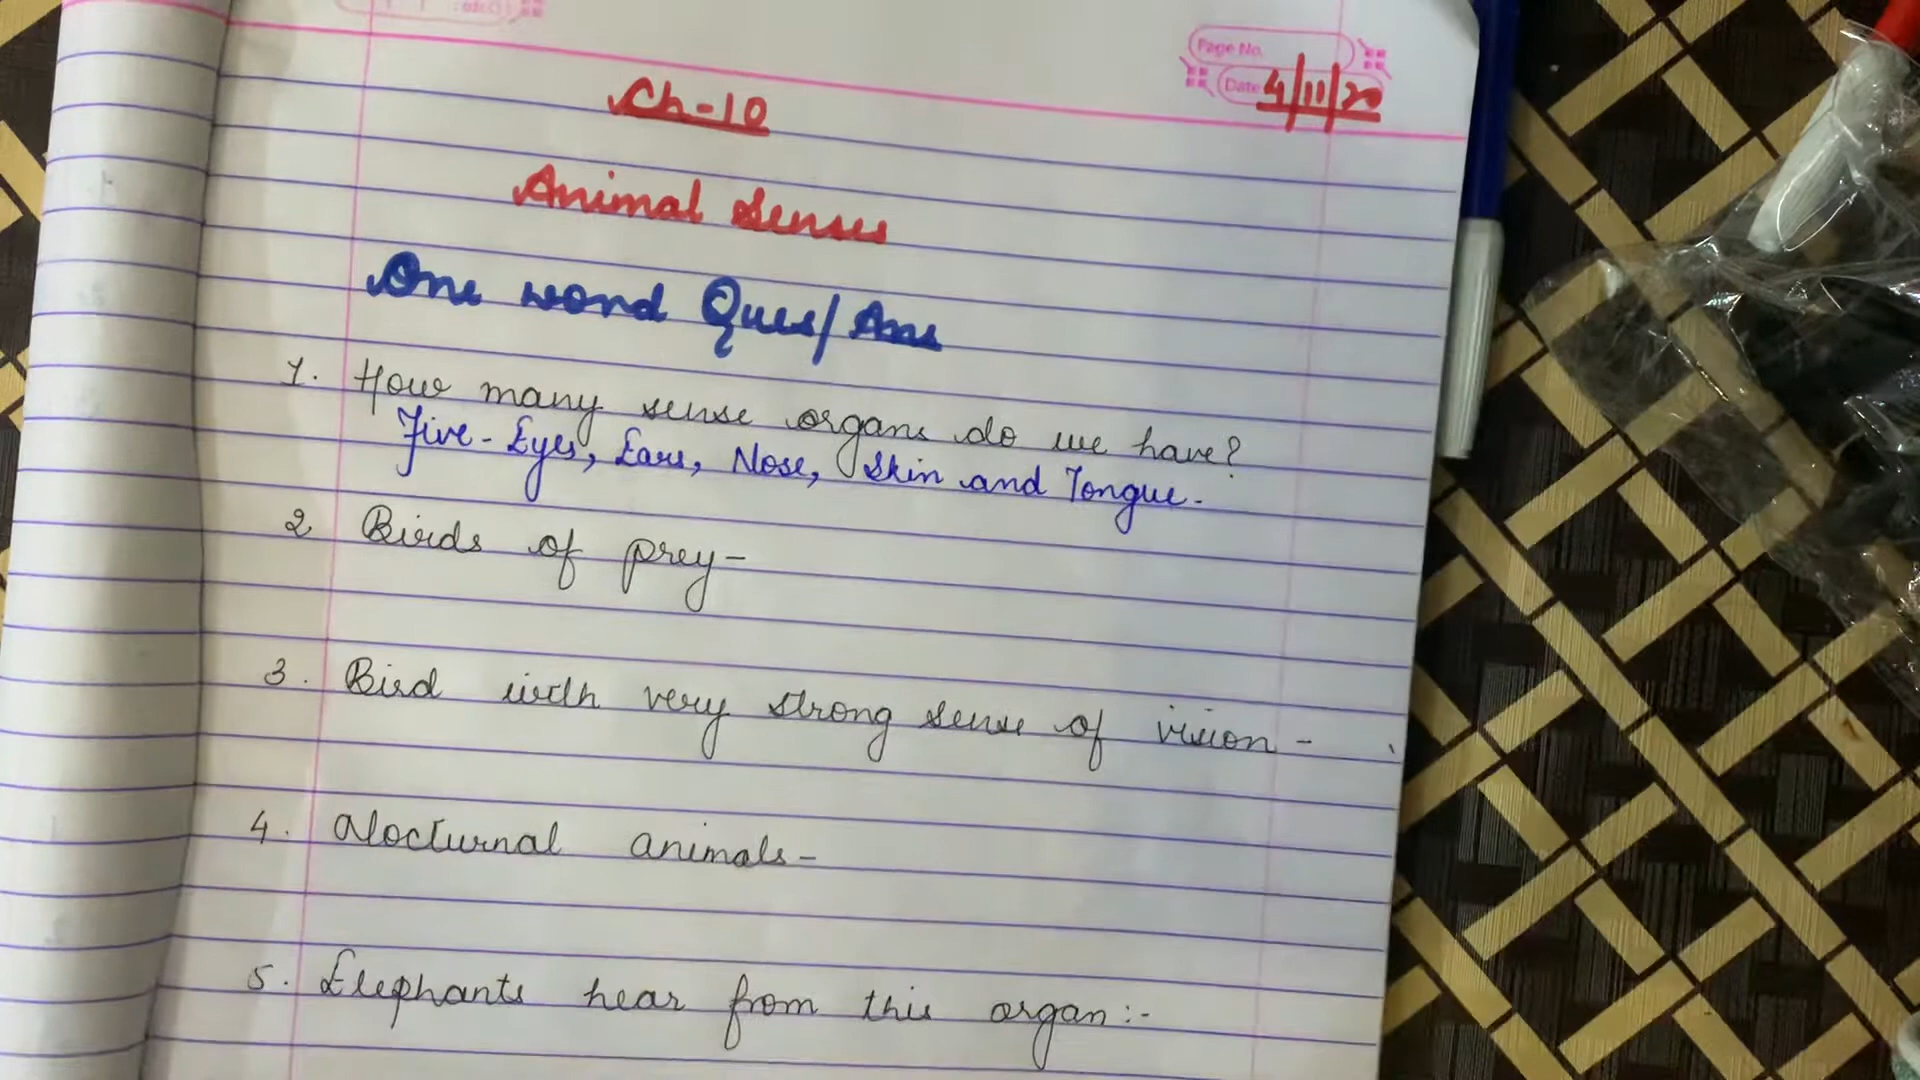 Page No.
Date 4/11/20
Ch-10
Animal Senses
One word Ques/Ans
1. How many sense organs do we have?
Five - Eyes, Ears, Nose, Skin and Tongue.
2 Birds of prey-
3. Bird with very strong sense of vision -
4. Nocturnal animals-
5. Elephants hear from this organ:-